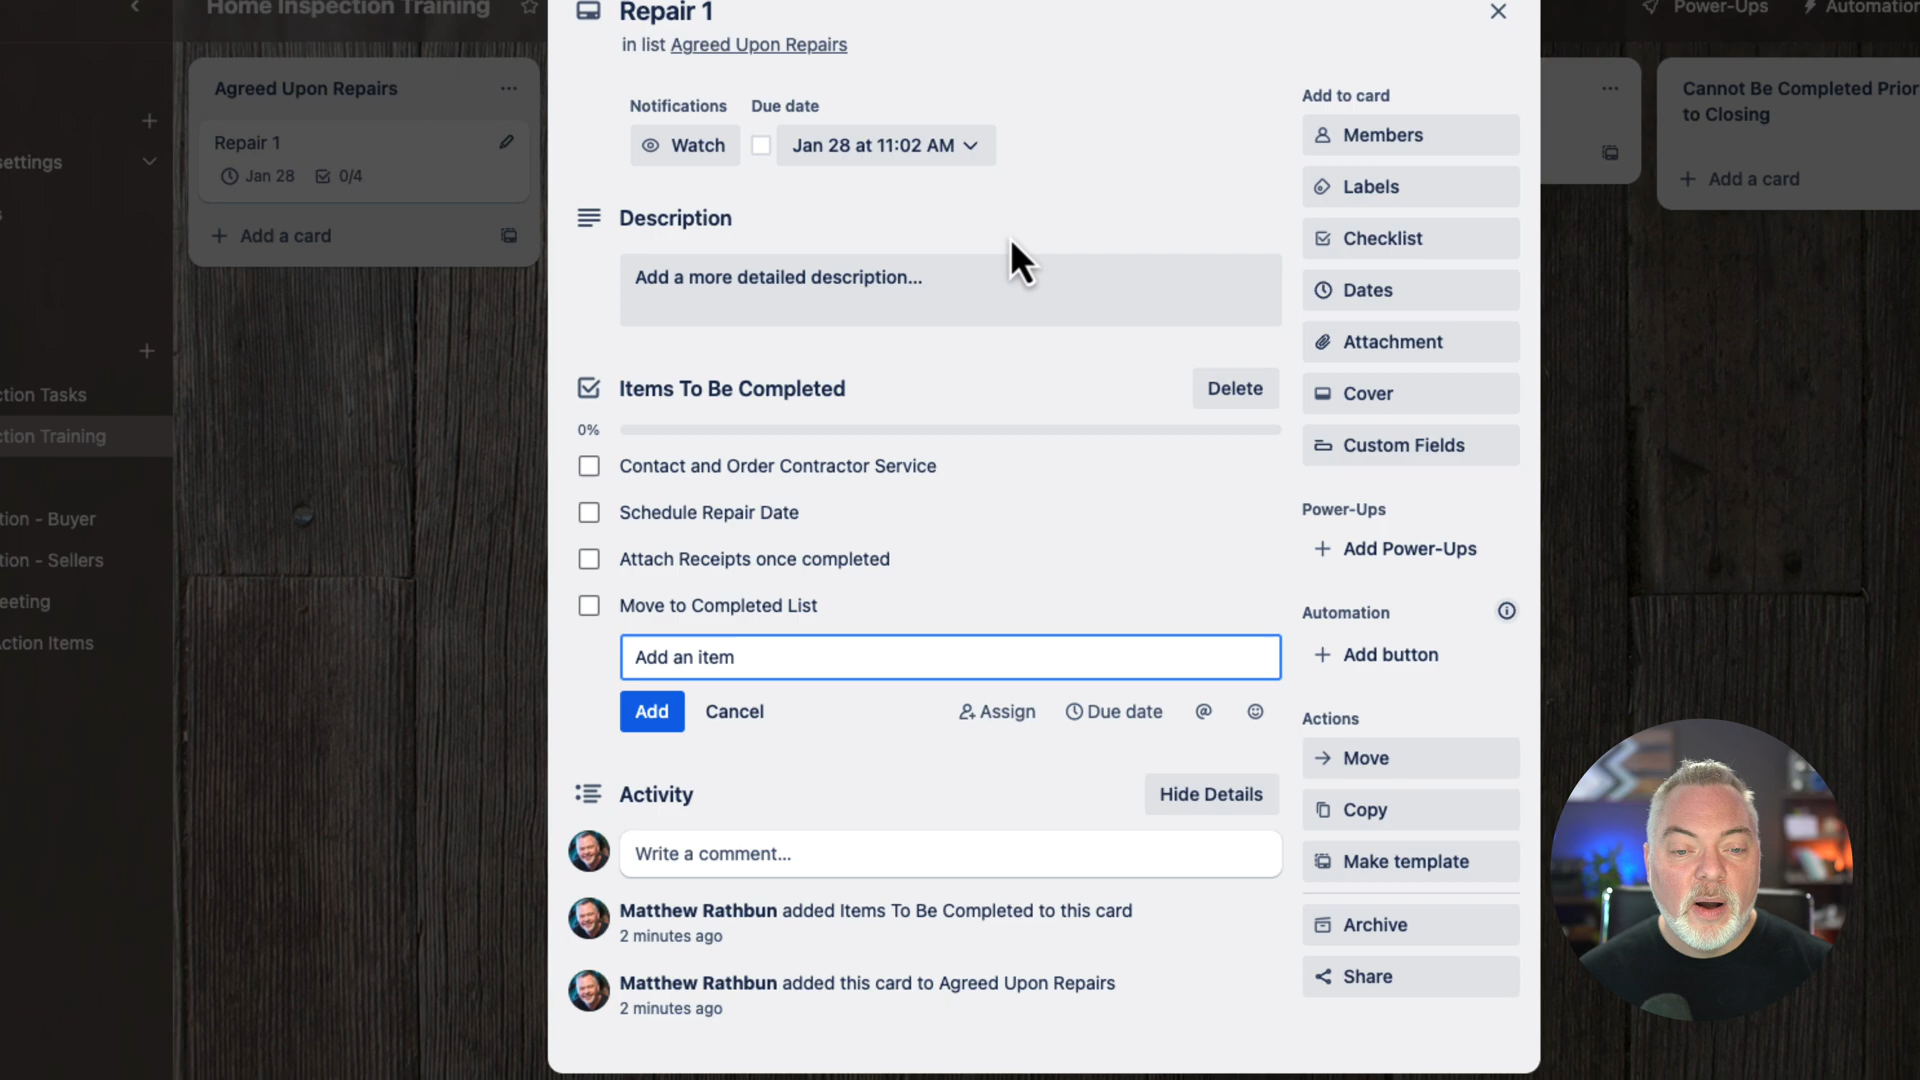 Home Inspection Training
Power-Ups
Automation
settings
s
ction Tasks
ction Training
tion - Buyer
tion - Sellers
eeting
ction Items
Agreed Upon Repairs
Repair 1
Jan 28
0/4
Add a card
Repair 1
in list Agreed Upon Repairs
Notifications
Due date
Watch
Jan 28 at 11:02 AM
Description
Add a more detailed description...
Items To Be Completed
Delete
0%
Contact and Order Contractor Service
Schedule Repair Date
Attach Receipts once completed
Move to Completed List
Add an item
Add
Cancel
Assign
Due date
@
Activity
Hide Details
Write a comment...
Matthew Rathbun added Items To Be Completed to this card
2 minutes ago
Matthew Rathbun added this card to Agreed Upon Repairs
2 minutes ago
Add to card
Members
Labels
Checklist
Dates
Attachment
Cover
Custom Fields
Power-Ups
Add Power-Ups
Automation
Add button
Actions
Move
Copy
Make template
Archive
Share
Cannot Be Completed Prior
to Closing
Add a card